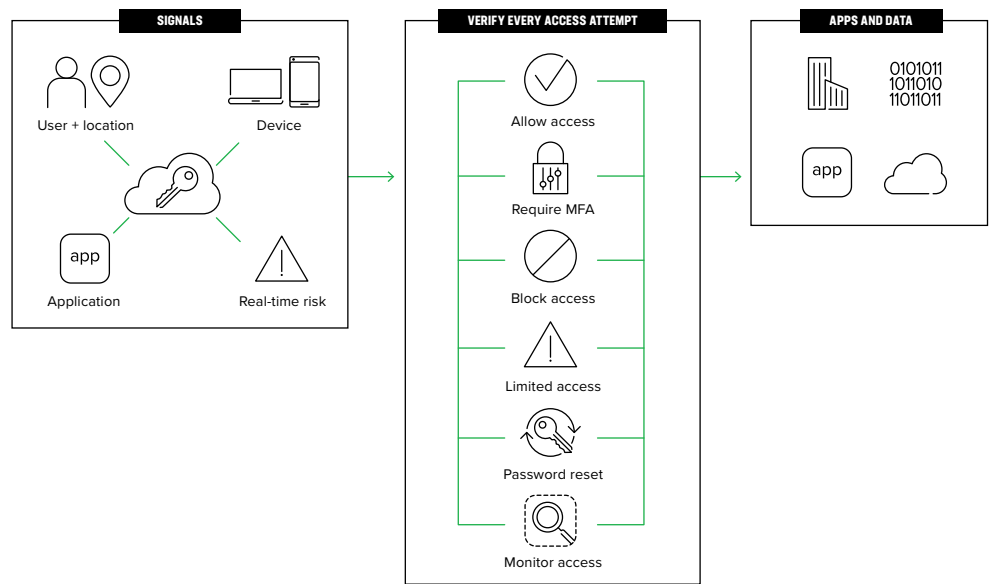 SIGNALS
User + location
Device
app
Application
Real-time risk
VERIFY EVERY ACCESS ATTEMPT
Allow access
Require MFA
Block access
Limited access
Password reset
Monitor access
APPS AND DATA
0101011
1011010
11011011
app